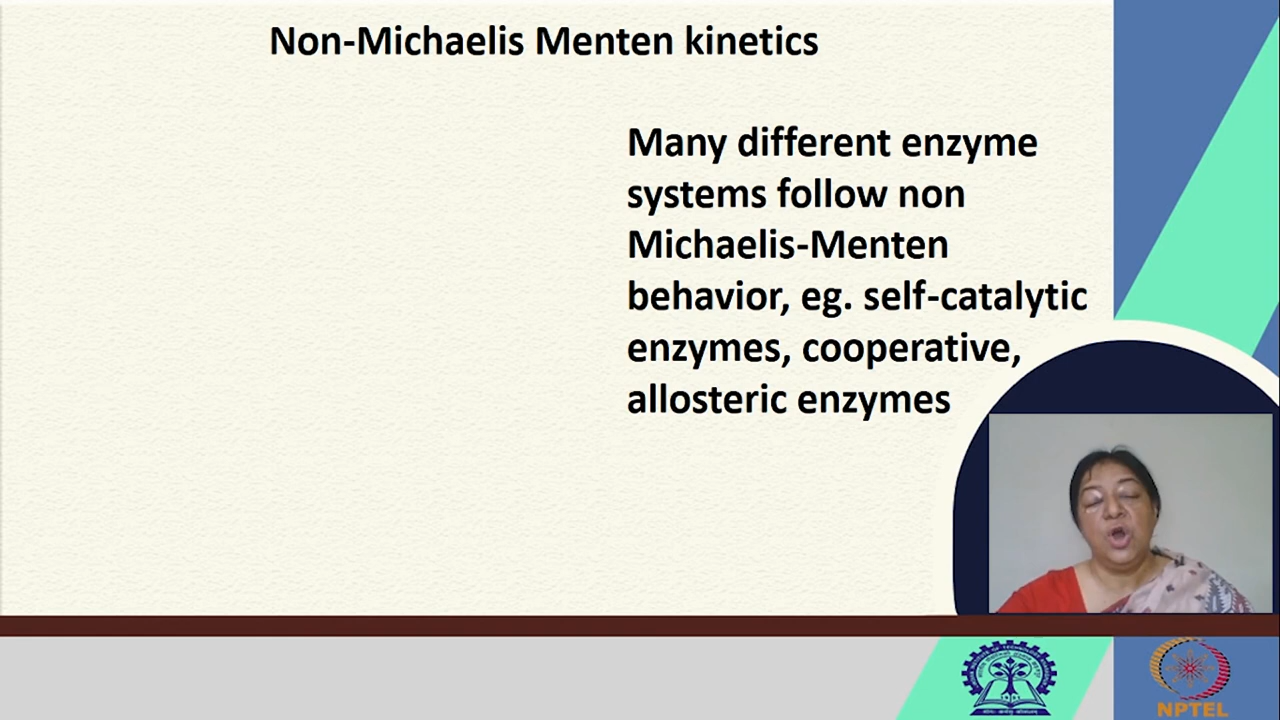 Non-Michaelis Menten kinetics
Many different enzyme
systems follow non
Michaelis-Menten
behavior, eg. self-catalytic
enzymes, cooperative,
allosteric enzymes
NPTEL